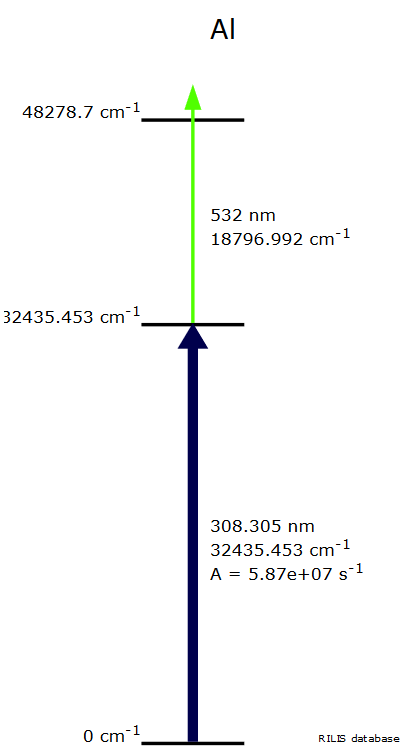 Al
48278.7 cm⁻¹
532 nm
18796.992 cm⁻¹
32435.453 cm⁻¹
308.305 nm
32435.453 cm⁻¹
A = 5.87e+07 s⁻¹
0 cm⁻¹
RILIS database